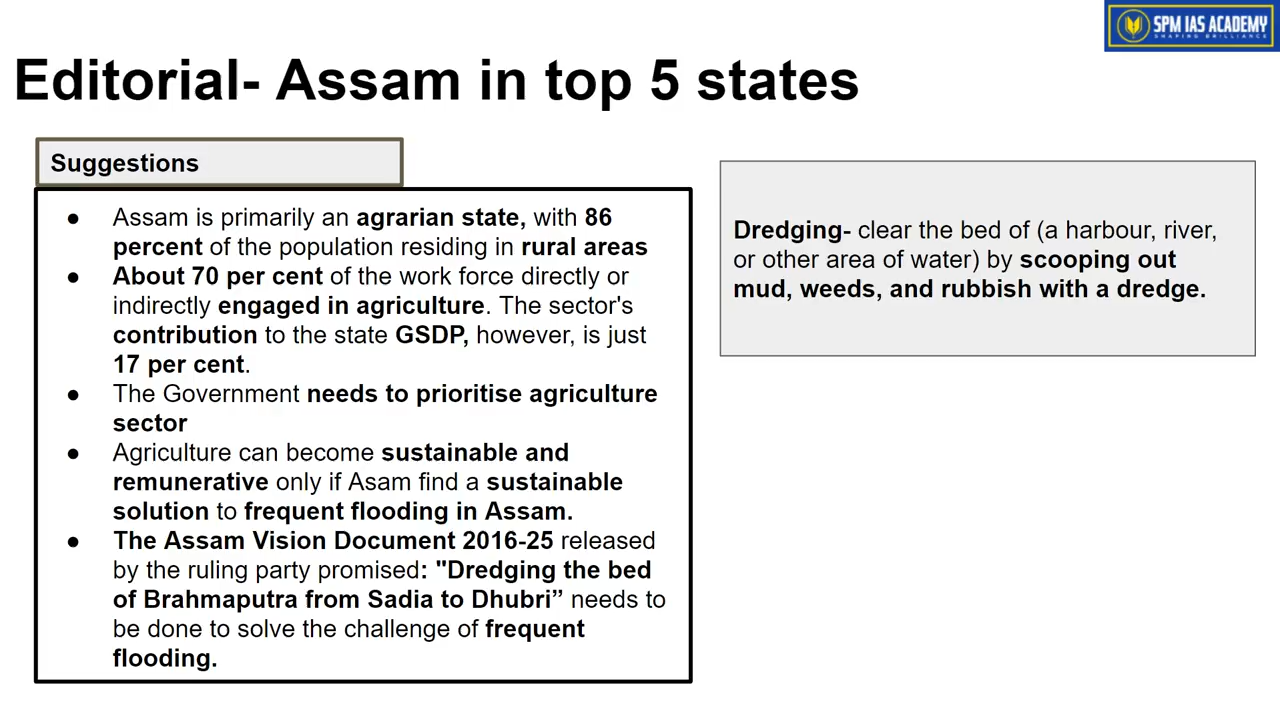 SPM IAS ACADEMY
SHAPING BRILLIANCE
Editorial- Assam in top 5 states
Suggestions
● Assam is primarily an agrarian state, with 86
percent of the population residing in rural areas
● About 70 per cent of the work force directly or
indirectly engaged in agriculture. The sector's
contribution to the state GSDP, however, is just
17 per cent.
● The Government needs to prioritise agriculture
sector
● Agriculture can become sustainable and
remunerative only if Asam find a sustainable
solution to frequent flooding in Assam.
● The Assam Vision Document 2016-25 released
by the ruling party promised: "Dredging the bed
of Brahmaputra from Sadia to Dhubri” needs to
be done to solve the challenge of frequent
flooding.
Dredging- clear the bed of (a harbour, river,
or other area of water) by scooping out
mud, weeds, and rubbish with a dredge.